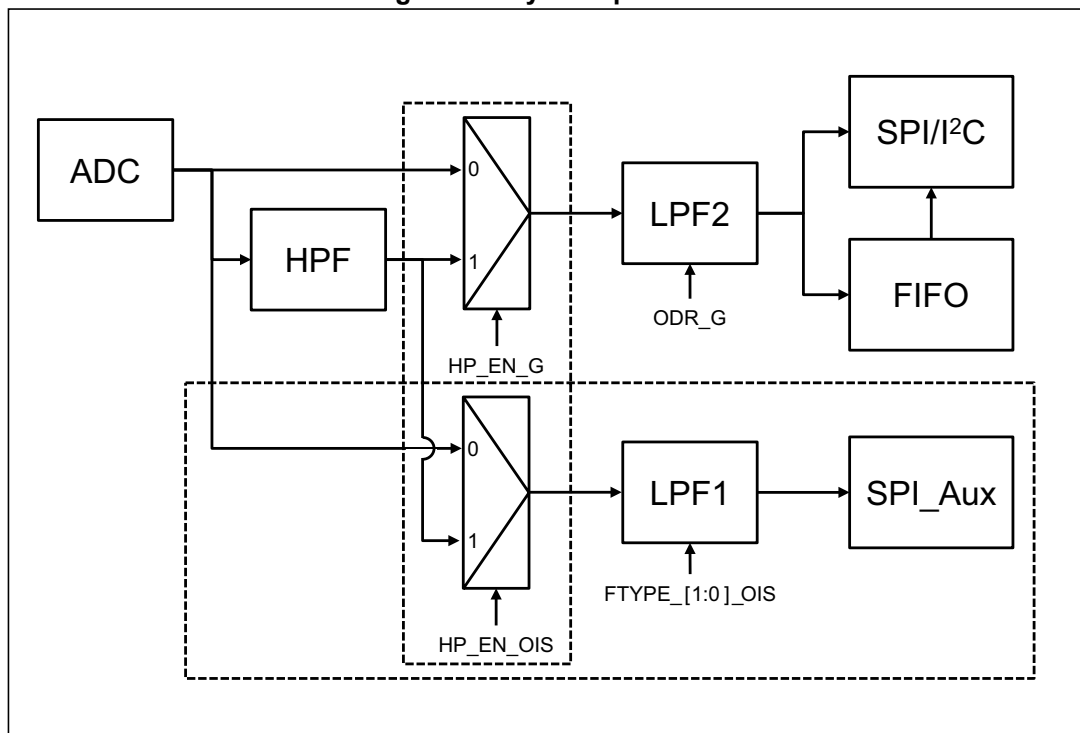 ADC
HPF
0
1
HP_EN_G
LPF2
ODR_G
SPI/I²C
FIFO
0
1
HP_EN_OIS
LPF1
FTYPE_[1:0]_OIS
SPI_Aux